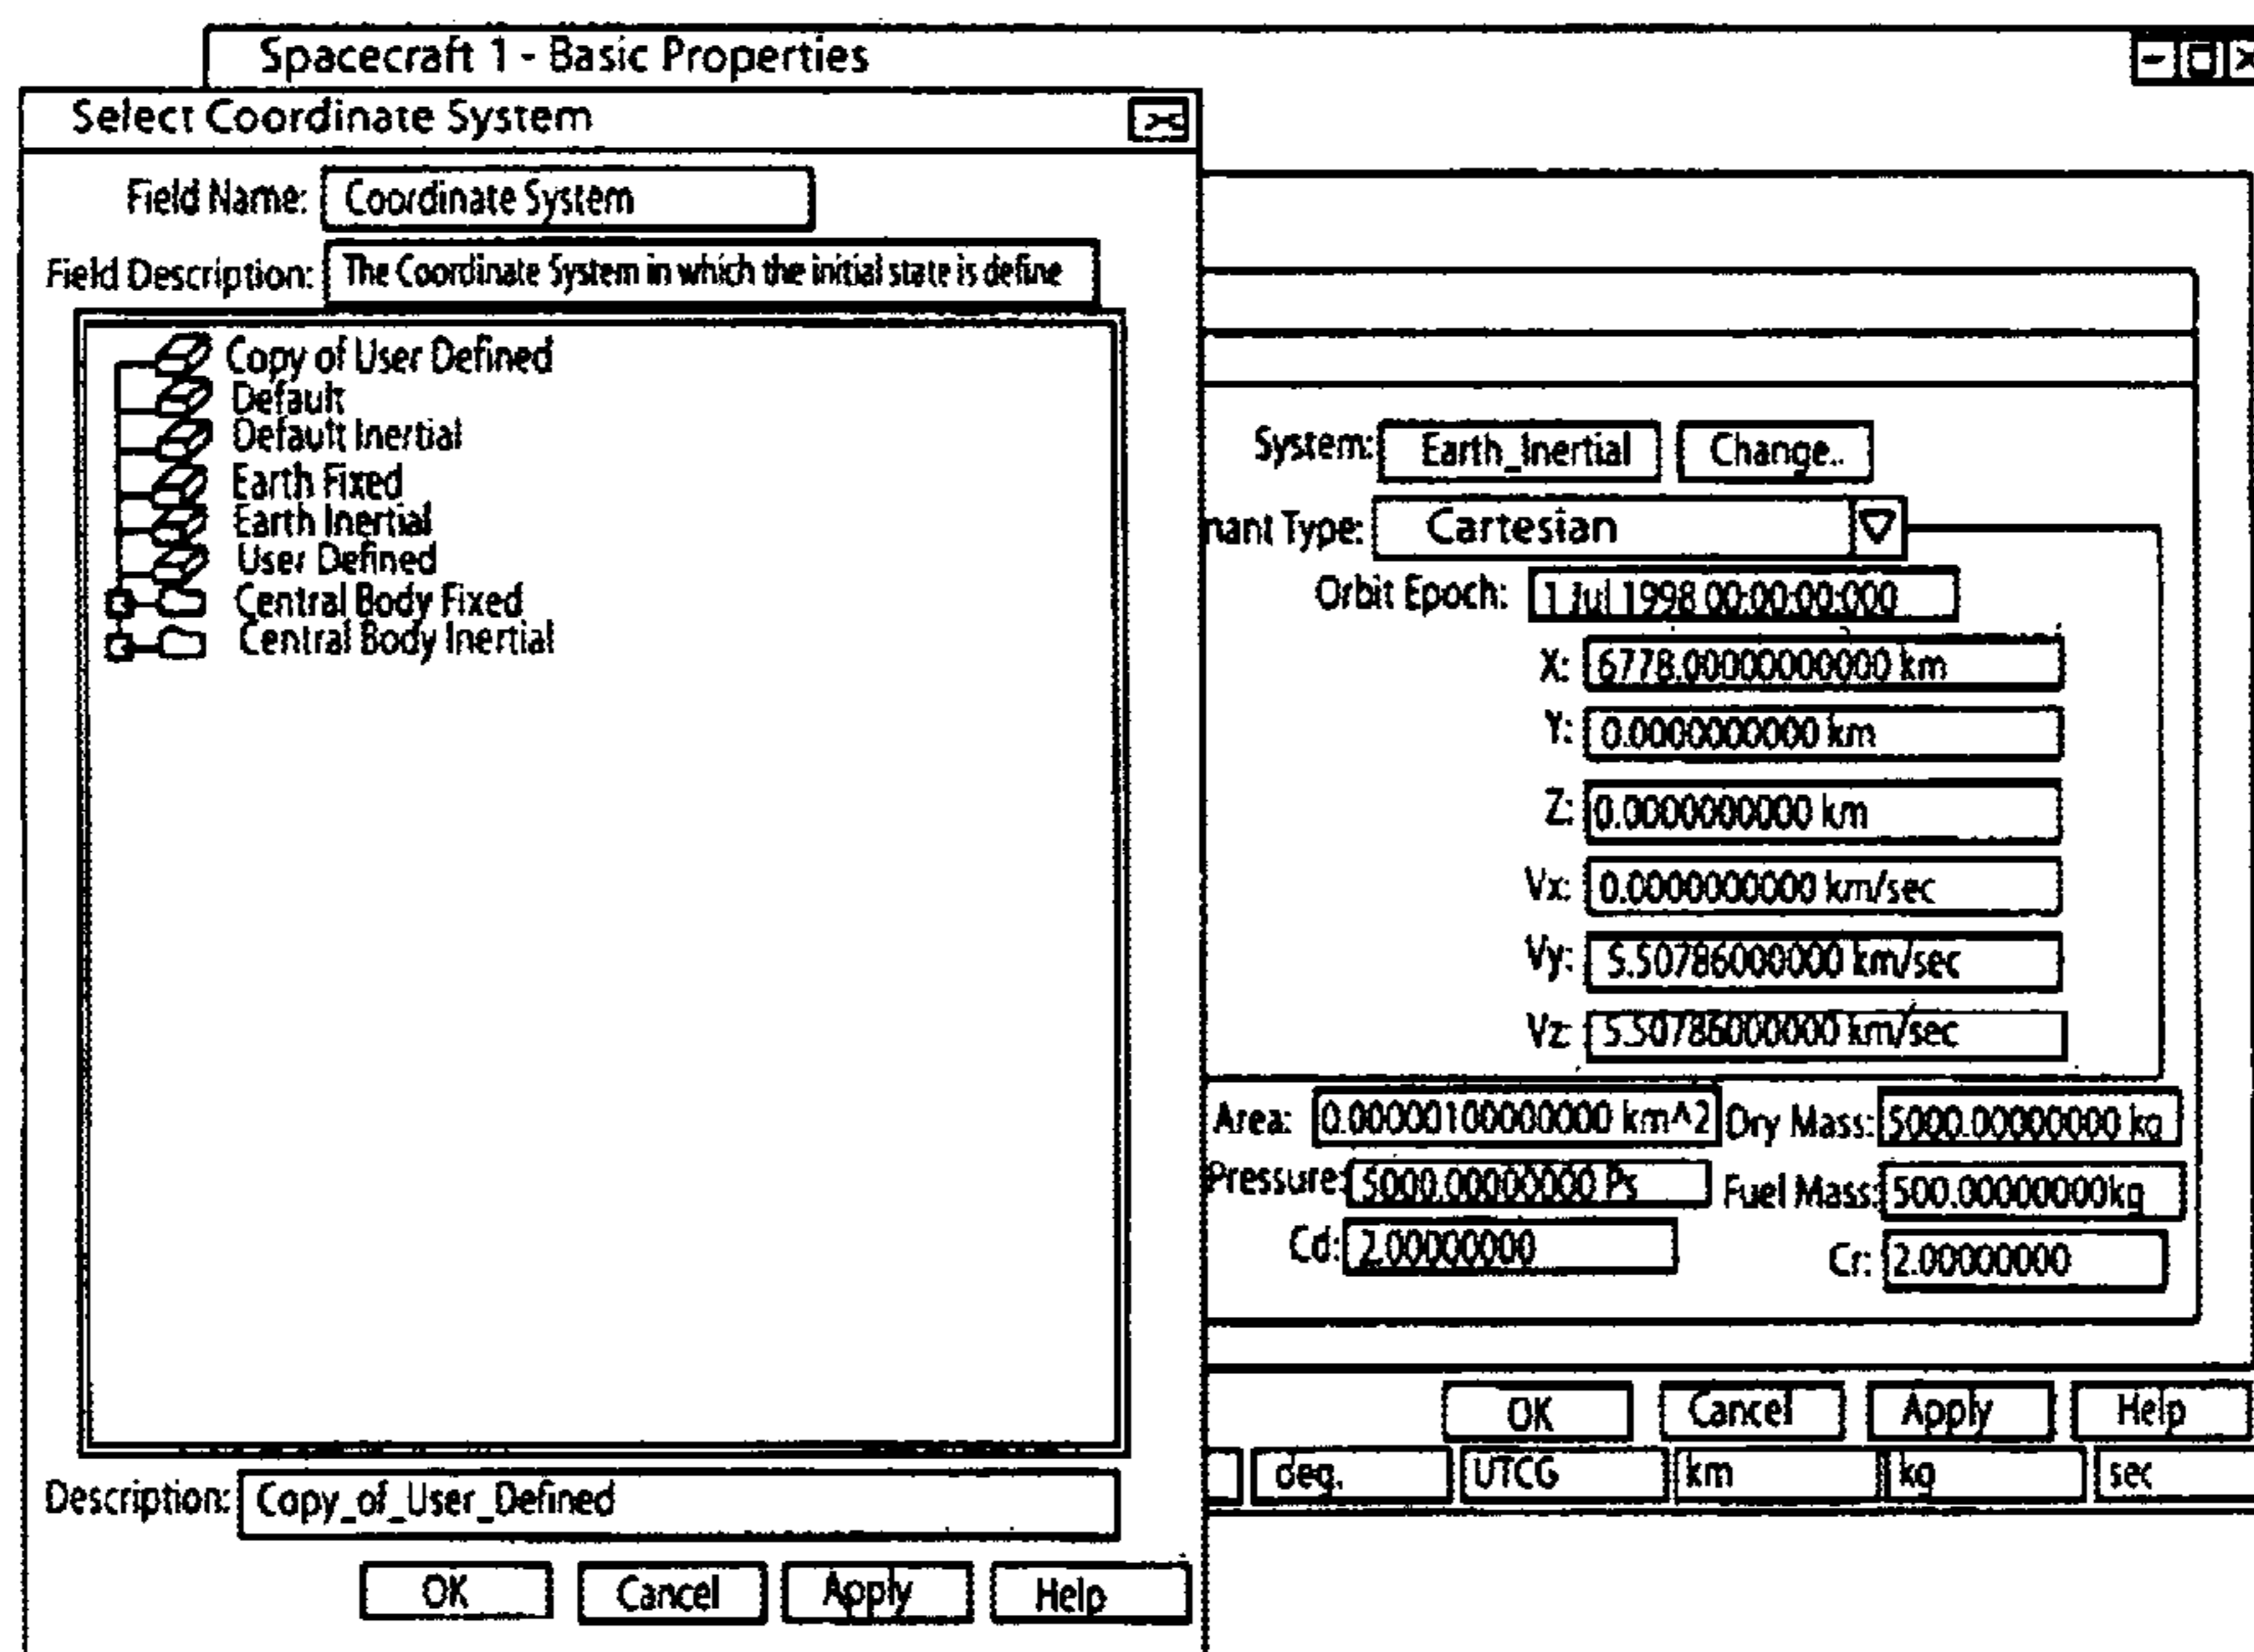 Spacecraft 1 - Basic Properties
Select Coordinate System
Field Name: Coordinate System
Field Description: The Coordinate System in which the initial state is define
Copy of User Defined
Default
Default Inertial
Earth Fixed
Earth Inertial
User Defined
Central Body Fixed
Central Body Inertial
Description: Copy_of_User_Defined
OK Cancel Apply Help
System: Earth_Inertial Change..
nant Type: Cartesian
Orbit Epoch: 1 Jul 1998 00:00:00:000
X: 6778.00000000000 km
Y: 0.0000000000 km
Z: 0.0000000000 km
Vx: 0.0000000000 km/sec
Vy: 5.50786000000 km/sec
Vz: 5.50786000000 km/sec
Area: 0.00000100000000 km^2 Dry Mass: 5000.00000000 kg
Pressure: 5000.00000000 Ps Fuel Mass: 500.00000000kg
Cd: 2.00000000 Cr: 2.00000000
OK Cancel Apply Help
deg. UTCG km kg sec